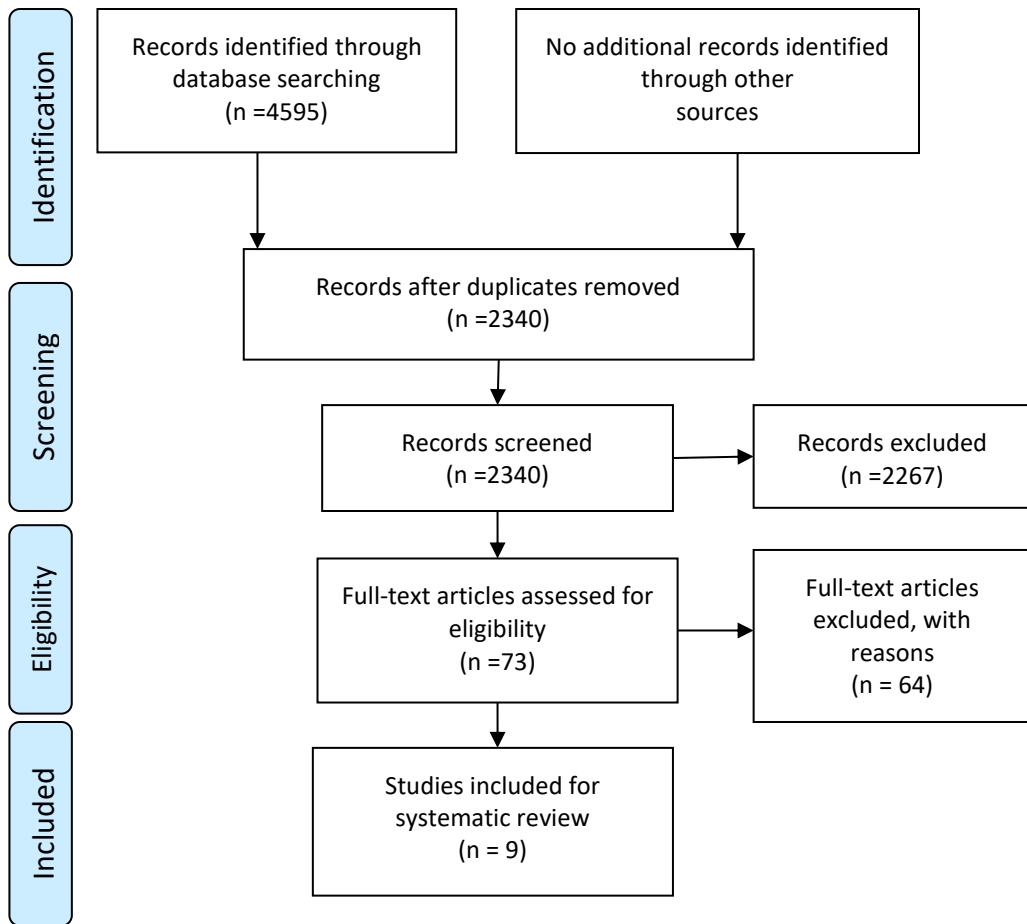 Identification
Records identified through
database searching
(n =4595)
No additional records identified
through other
sources
Records after duplicates removed
(n =2340)
Screening
Records screened
(n =2340)
Records excluded
(n =2267)
Eligibility
Full-text articles assessed for
eligibility
(n =73)
Full-text articles
excluded, with
reasons
(n = 64)
Included
Studies included for
systematic review
(n = 9)